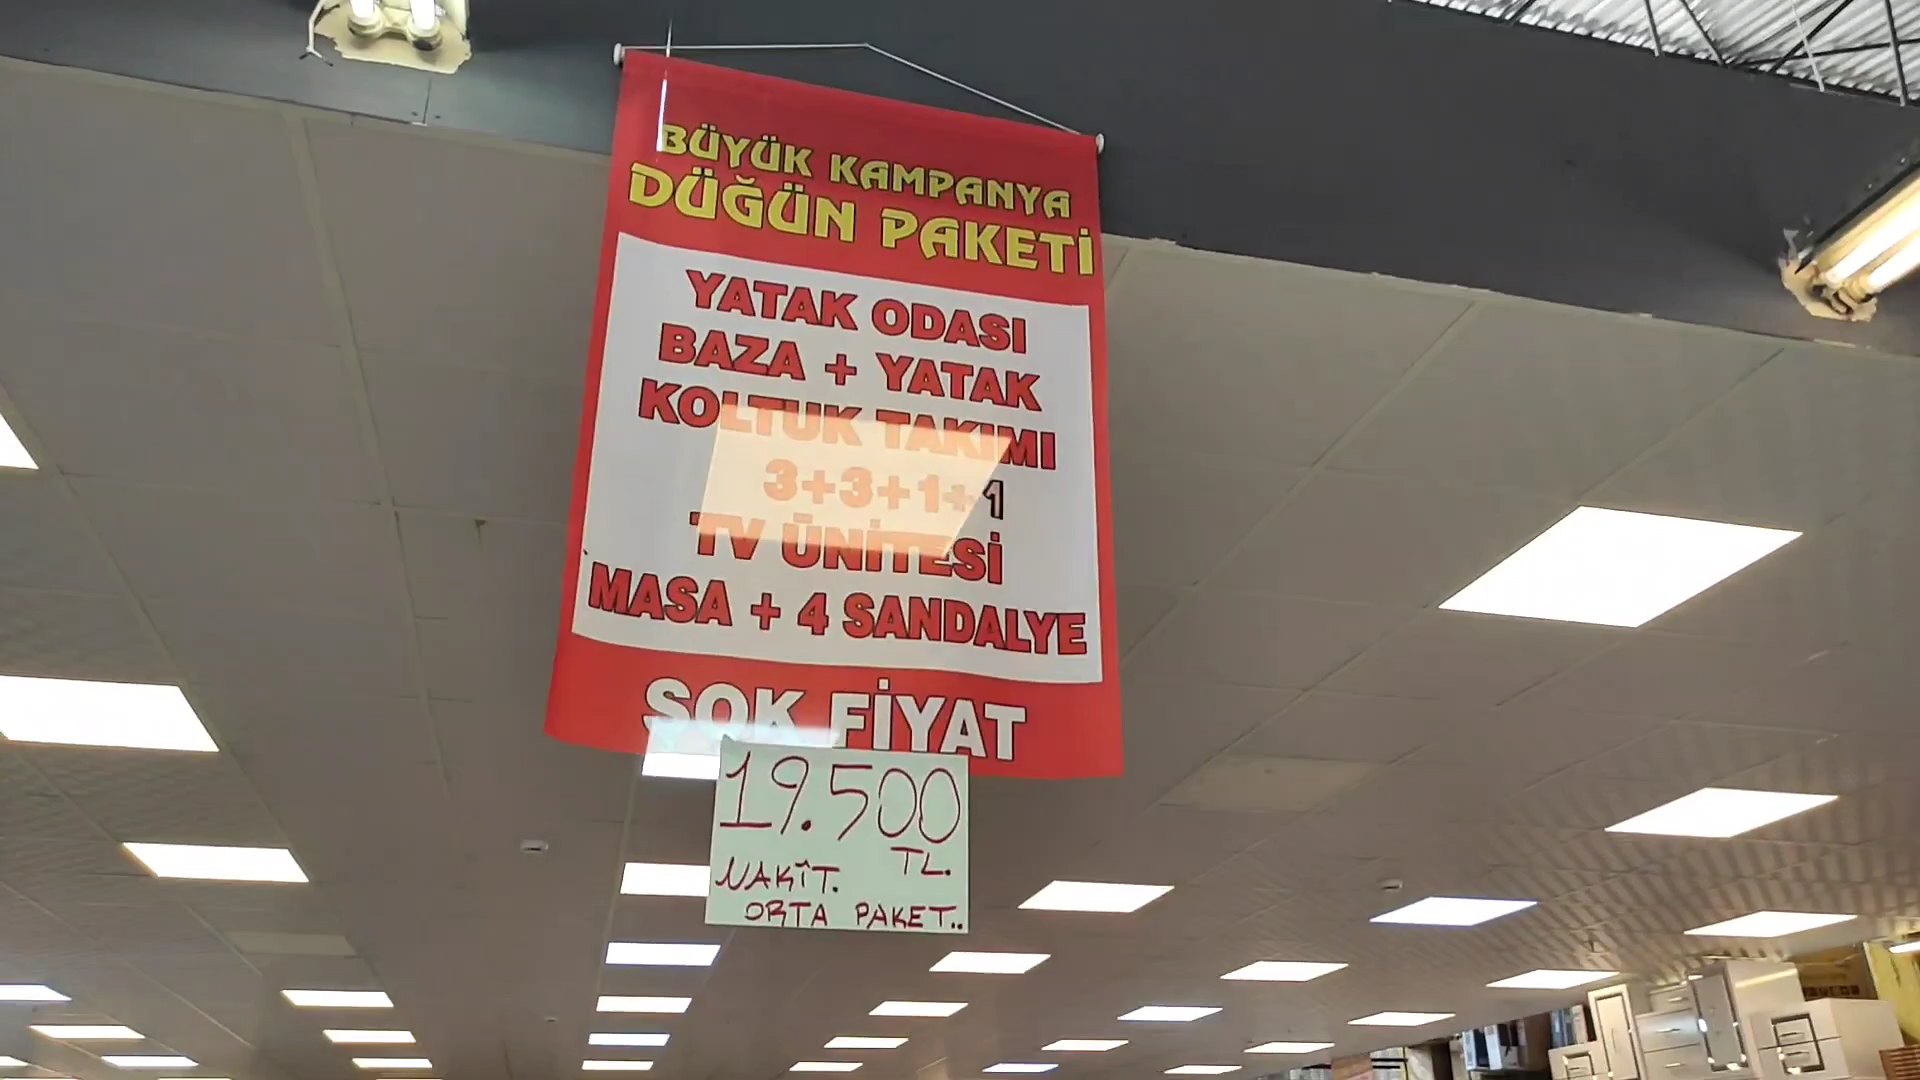 BÜYÜK KAMPANYA
DÜĞÜN PAKETİ
YATAK ODASI
BAZA + YATAK
KOLTUK TAKIMI
3+3+1+1
TV ÜNİTESİ
MASA + 4 SANDALYE
ŞOK FİYAT
19.500
TL.
NAKİT.
ORTA PAKET..